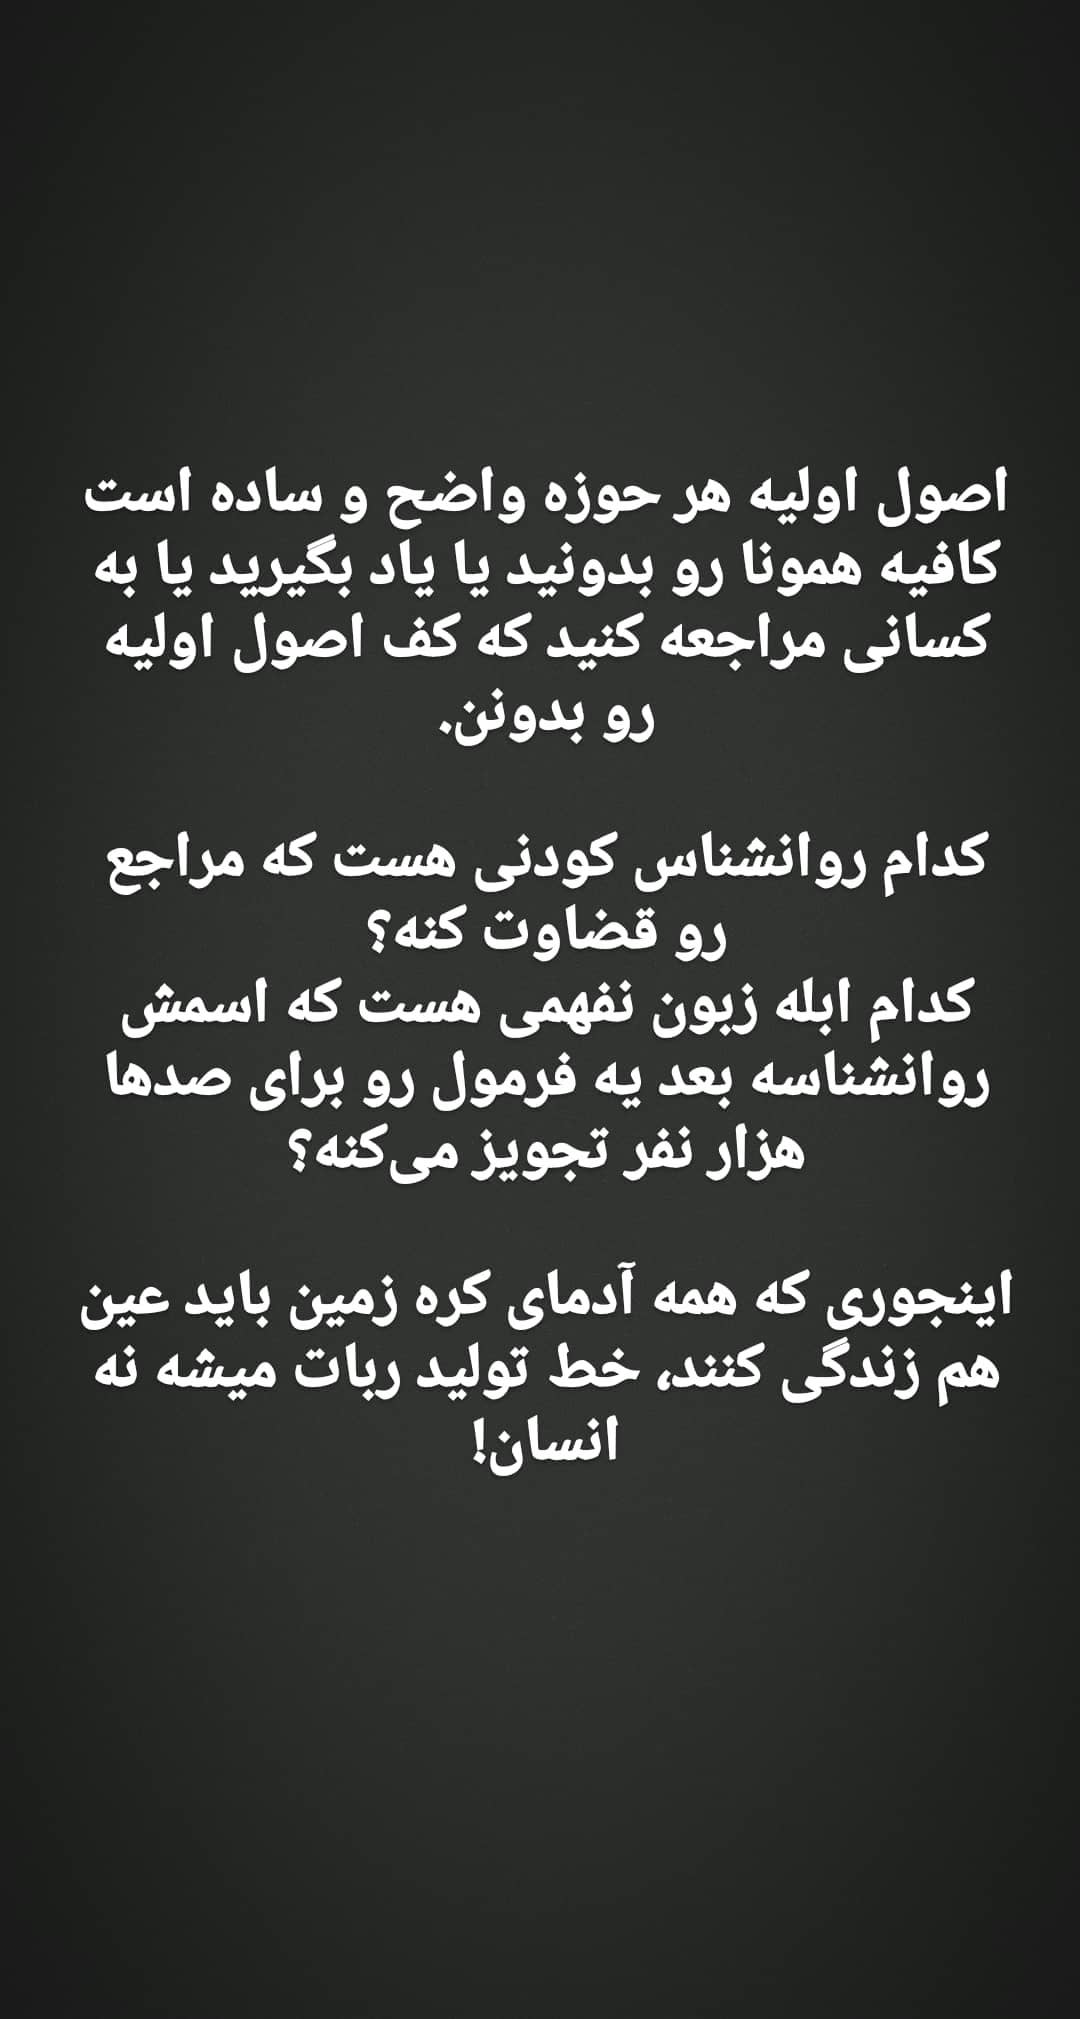 اصول اولیه هر حوزه واضح و ساده است
کافیه همونا رو بدونید یا یاد بگیرید یا به
کسانی مراجعه کنید که کف اصول اولیه
رو بدونن.
کدام روانشناس کودنی هست که مراجع
رو قضاوت کنه؟
کدام ابله زبون نفهمی هست که اسمش
روانشناسه بعد یه فرمول رو برای صدها
هزار نفر تجویز می‌کنه؟
اینجوری که همه آدمای کره زمین باید عین
هم زندگی کنند، خط تولید ربات میشه نه
انسان!